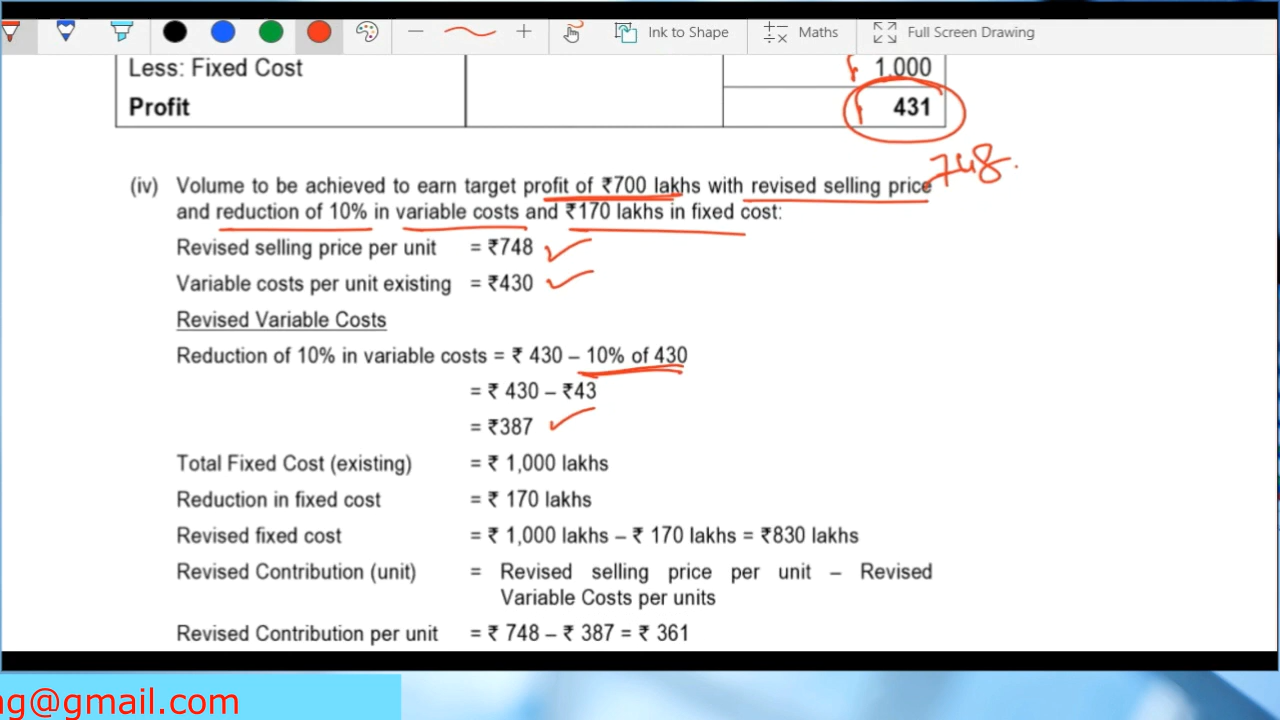 Ink to Shape Maths Full Screen Drawing
Less: Fixed Cost 1,000
Profit 431
748.
(iv) Volume to be achieved to earn target profit of ₹700 lakhs with revised selling price
and reduction of 10% in variable costs and ₹170 lakhs in fixed cost:
Revised selling price per unit = ₹748
Variable costs per unit existing = ₹430
Revised Variable Costs
Reduction of 10% in variable costs = ₹ 430 – 10% of 430
= ₹ 430 – ₹43
= ₹387
Total Fixed Cost (existing) = ₹ 1,000 lakhs
Reduction in fixed cost = ₹ 170 lakhs
Revised fixed cost = ₹ 1,000 lakhs – ₹ 170 lakhs = ₹830 lakhs
Revised Contribution (unit) = Revised selling price per unit – Revised
Variable Costs per units
Revised Contribution per unit = ₹ 748 – ₹ 387 = ₹ 361
ng@gmail.com